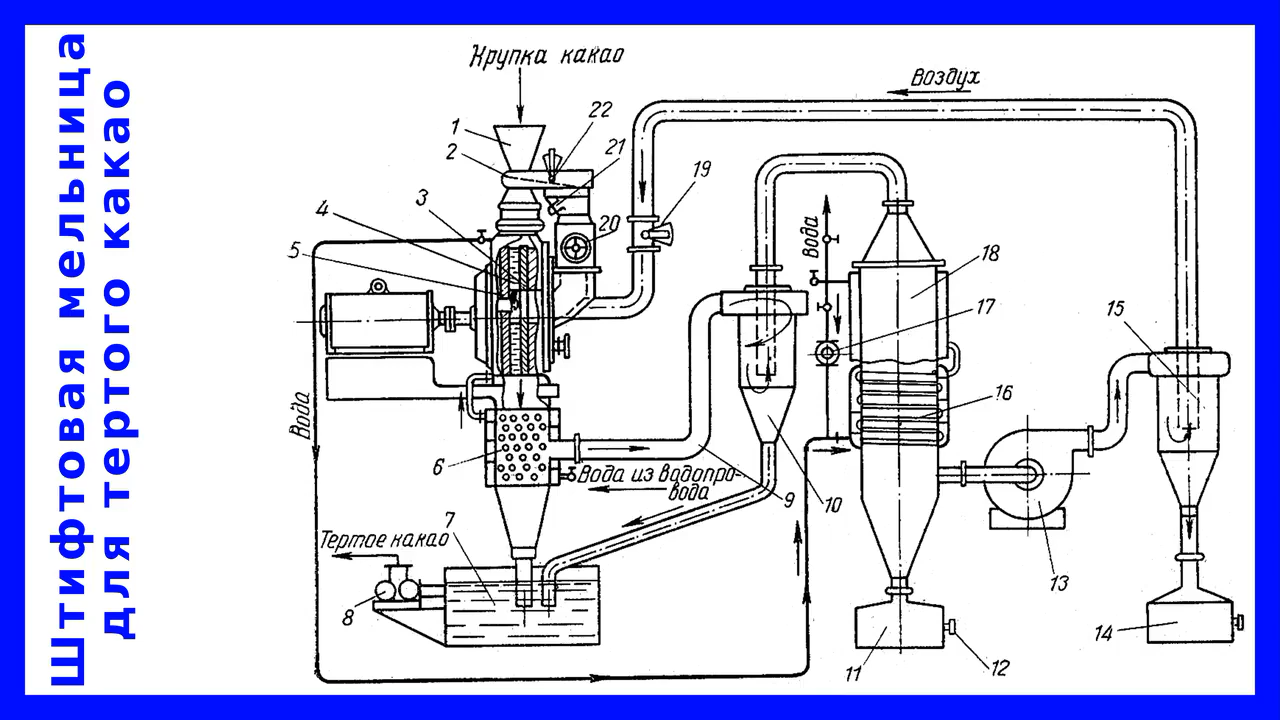 Штифтовая мельница
для тертого какао
Крупка какао
Воздух
1
2
22
21
3
4
5
19
20
Вода
18
17
15
Вода
16
6
Вода из водопро-
вода
9
10
Тертое какао
7
8
13
14
11
12